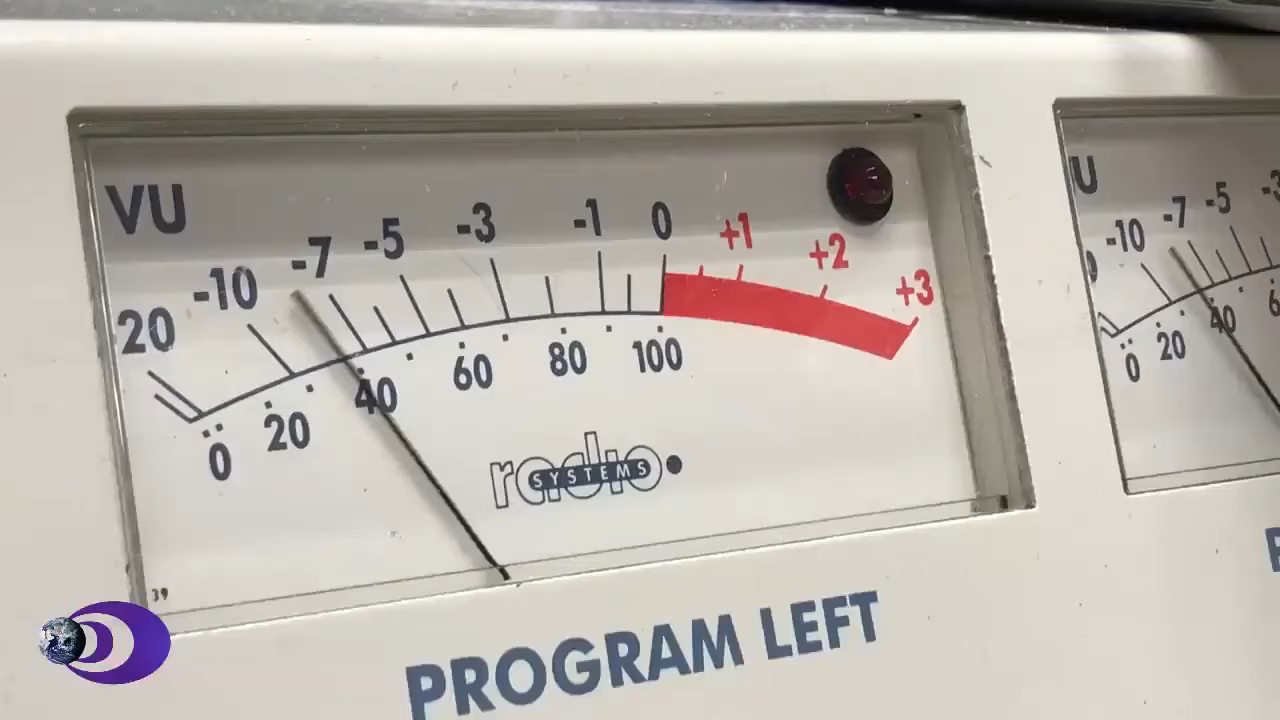 VU
20 -10 -7 -5 -3 -1 0 +1 +2 +3
0 20 40 60 80 100
radio
SYSTEMS
39
PROGRAM LEFT
U
-10 -7 -5 -3
0 20 40 6